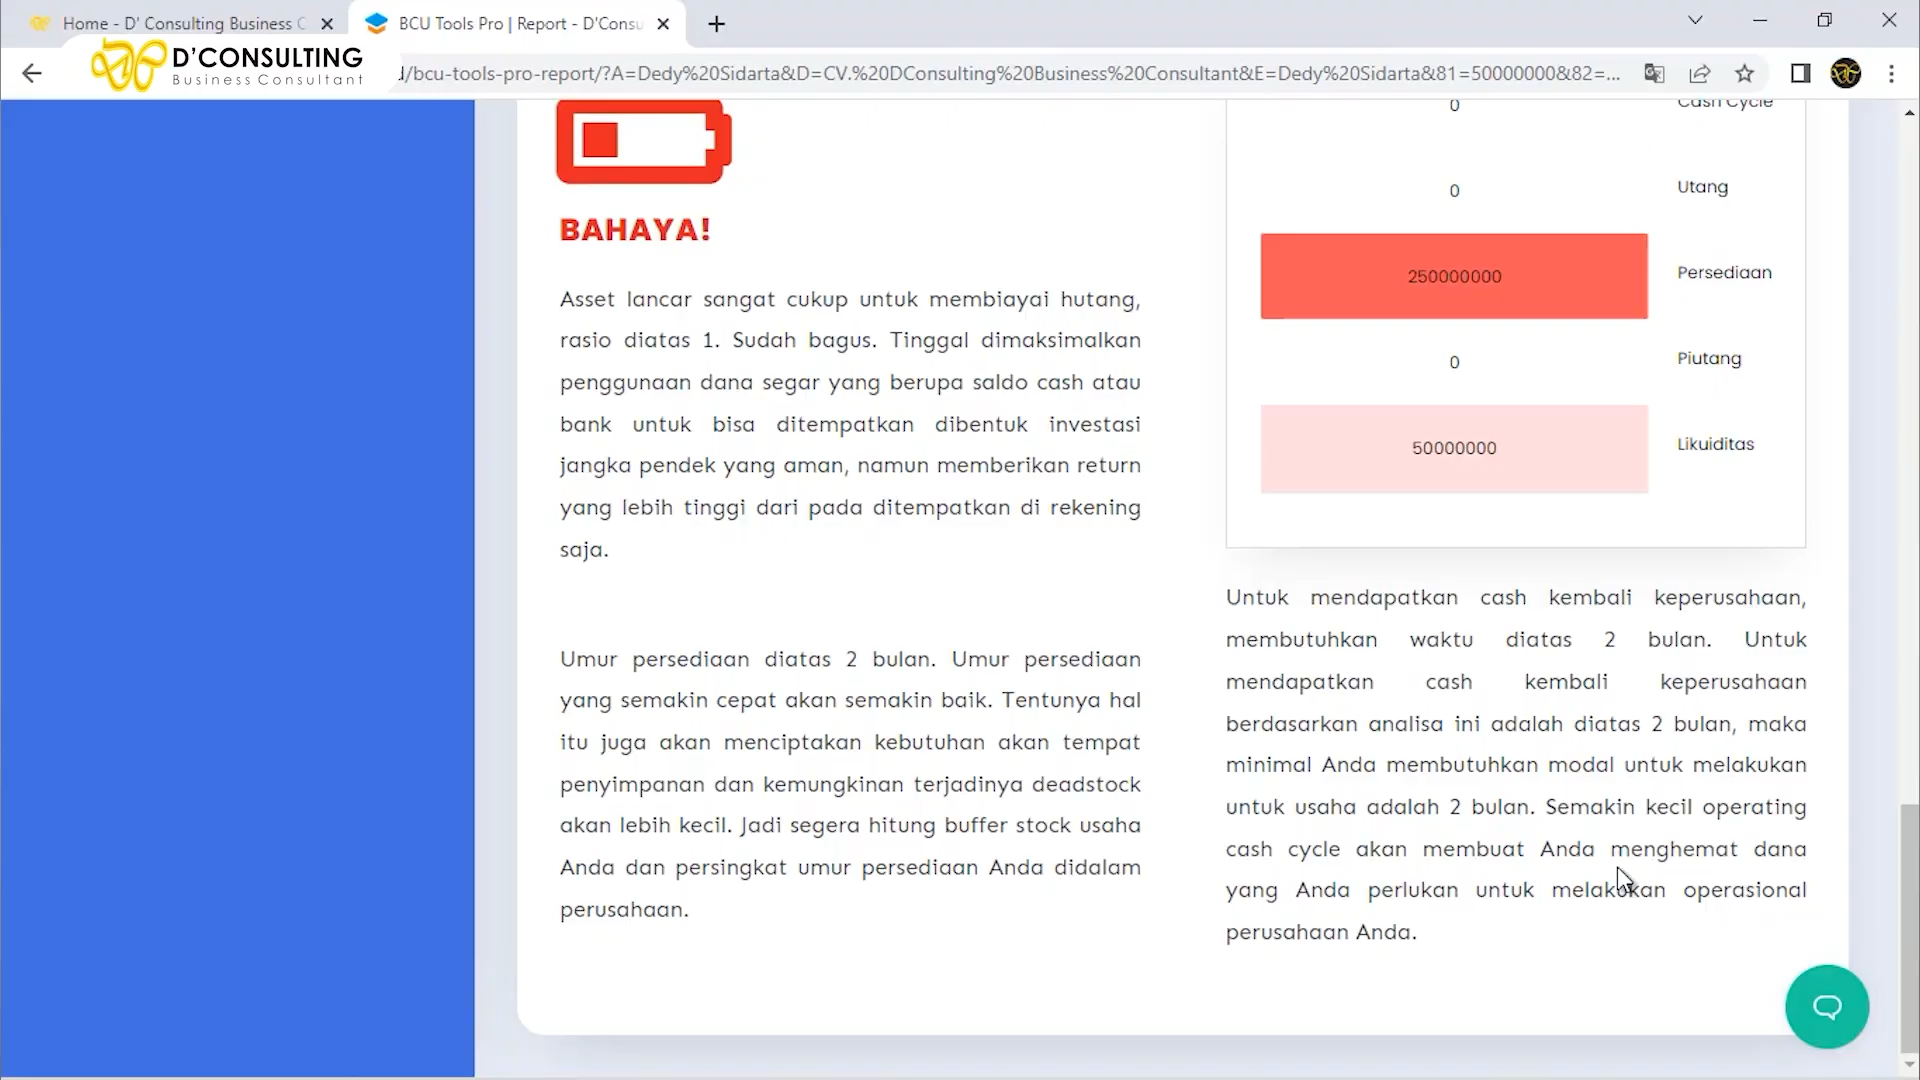 Home - D' Consulting Business C
BCU Tools Pro | Report - D'Consu
D'CONSULTING
Business Consultant
/bcu-tools-pro-report/?A=Dedy%20Sidarta&D=CV.%20DConsulting%20Business%20Consultant&E=Dedy%20Sidarta&81=50000000&82=...
BAHAYA!
Asset lancar sangat cukup untuk membiayai hutang,
rasio diatas 1. Sudah bagus. Tinggal dimaksimalkan
penggunaan dana segar yang berupa saldo cash atau
bank untuk bisa ditempatkan dibentuk investasi
jangka pendek yang aman, namun memberikan return
yang lebih tinggi dari pada ditempatkan di rekening
saja.
Umur persediaan diatas 2 bulan. Umur persediaan
yang semakin cepat akan semakin baik. Tentunya hal
itu juga akan menciptakan kebutuhan akan tempat
penyimpanan dan kemungkinan terjadinya deadstock
akan lebih kecil. Jadi segera hitung buffer stock usaha
Anda dan persingkat umur persediaan Anda didalam
perusahaan.
0 Cash Cycle
0 Utang
250000000 Persediaan
0 Piutang
50000000 Likuiditas
Untuk mendapatkan cash kembali keperusahaan,
membutuhkan waktu diatas 2 bulan. Untuk
mendapatkan cash kembali keperusahaan
berdasarkan analisa ini adalah diatas 2 bulan, maka
minimal Anda membutuhkan modal untuk melakukan
untuk usaha adalah 2 bulan. Semakin kecil operating
cash cycle akan membuat Anda menghemat dana
yang Anda perlukan untuk melakukan operasional
perusahaan Anda.